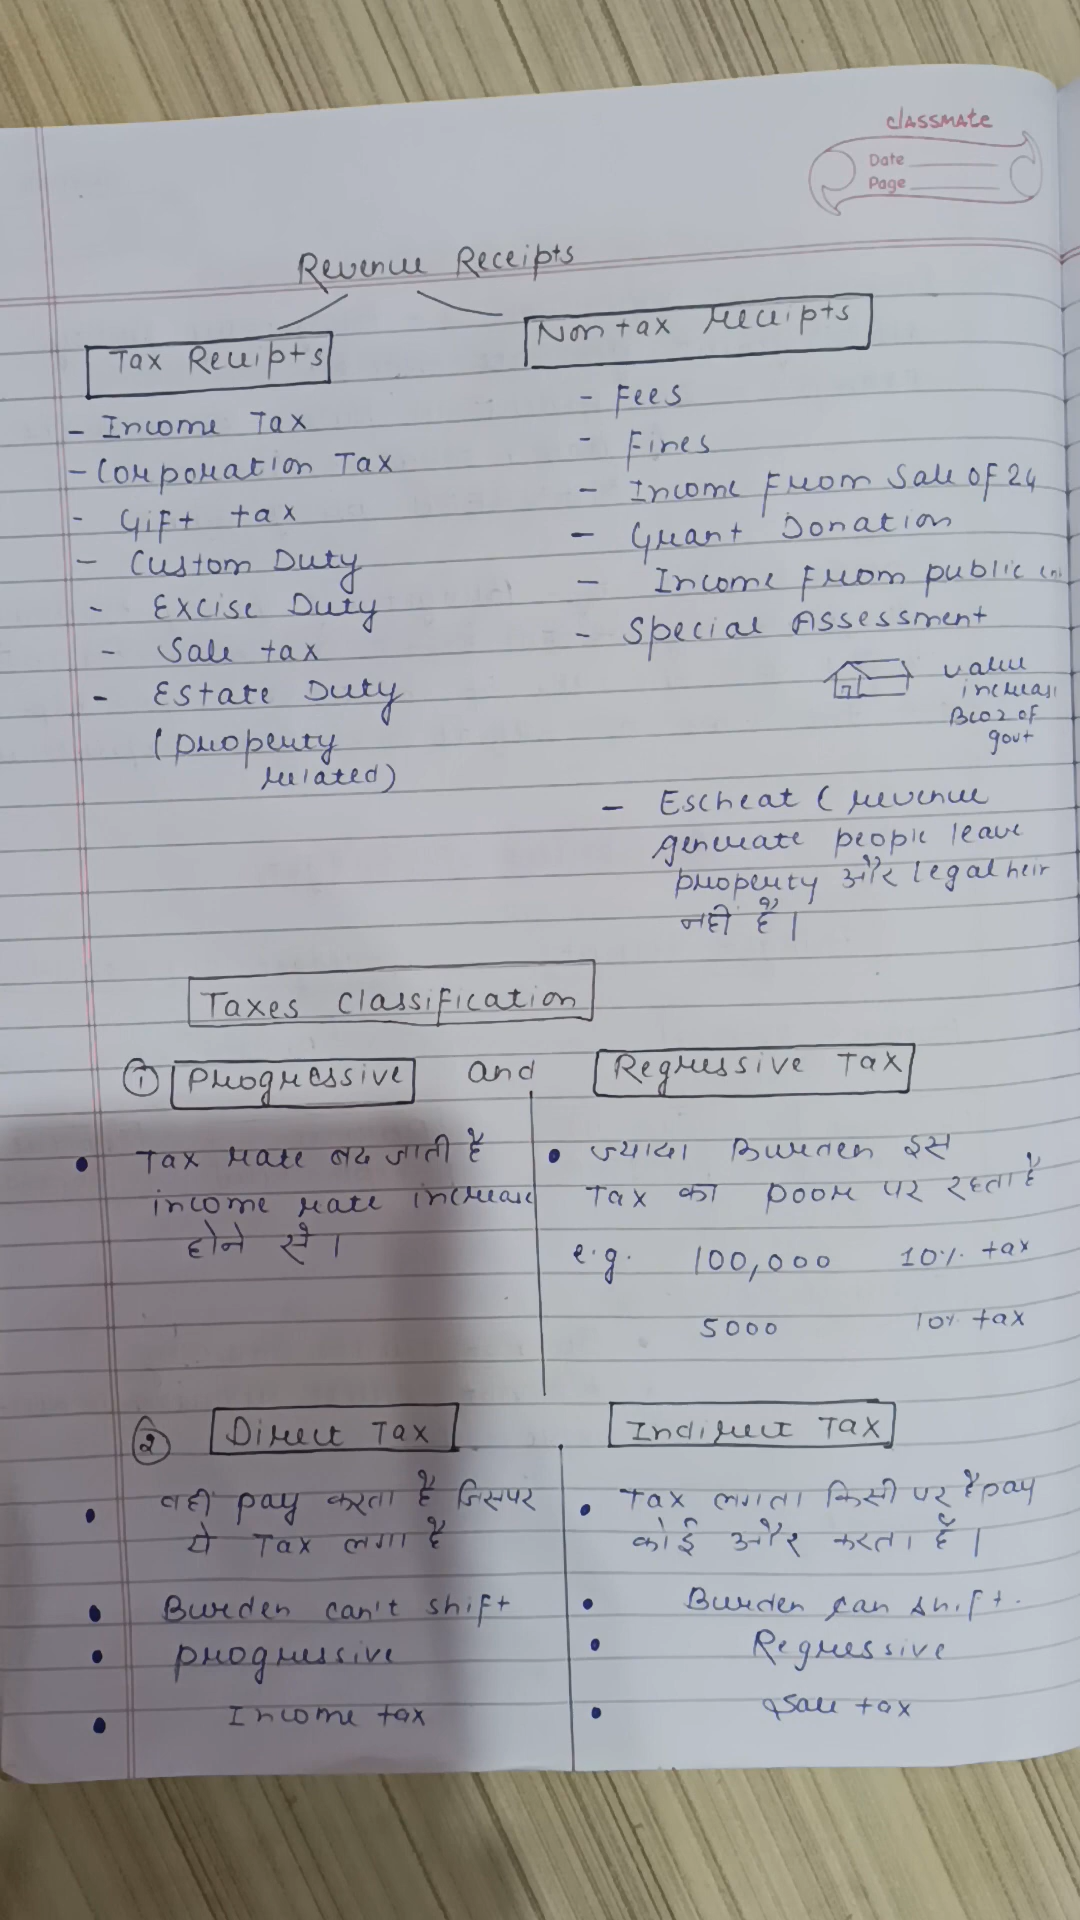 classmate
Date
Page
Revenue Receipts
Tax Receipts
Non tax receipts
- Income Tax
- Corporation Tax
- Gift tax
- Custom Duty
- Excise Duty
- Sale tax
- Estate Duty
(property
related)
- Fees
- Fines
- Income From Sale of 24
- Grant Donation
- Income From public
- Special Assessment
value
increas
Bcoz of
govt
- Escheat ( revenue
generate people leave
property और legal heir
नही है ।
Taxes Classification
① Progressive and Regressive Tax
• Tax rate बढ जाती है
income rate increase
होने से ।
• ज्यादा Burden इस
Tax का poor पर रहता है
e.g. 100,000 10% tax
5000 10% tax
② Direct Tax
• वही pay करता है जिसपर
ये Tax लगा है
• Burden can't shift
• progressive
• Income tax
Indirect Tax
• Tax लगता किसी पर है pay
कोई और करता है ।
• Burden can shift.
• Regressive
• Sale tax